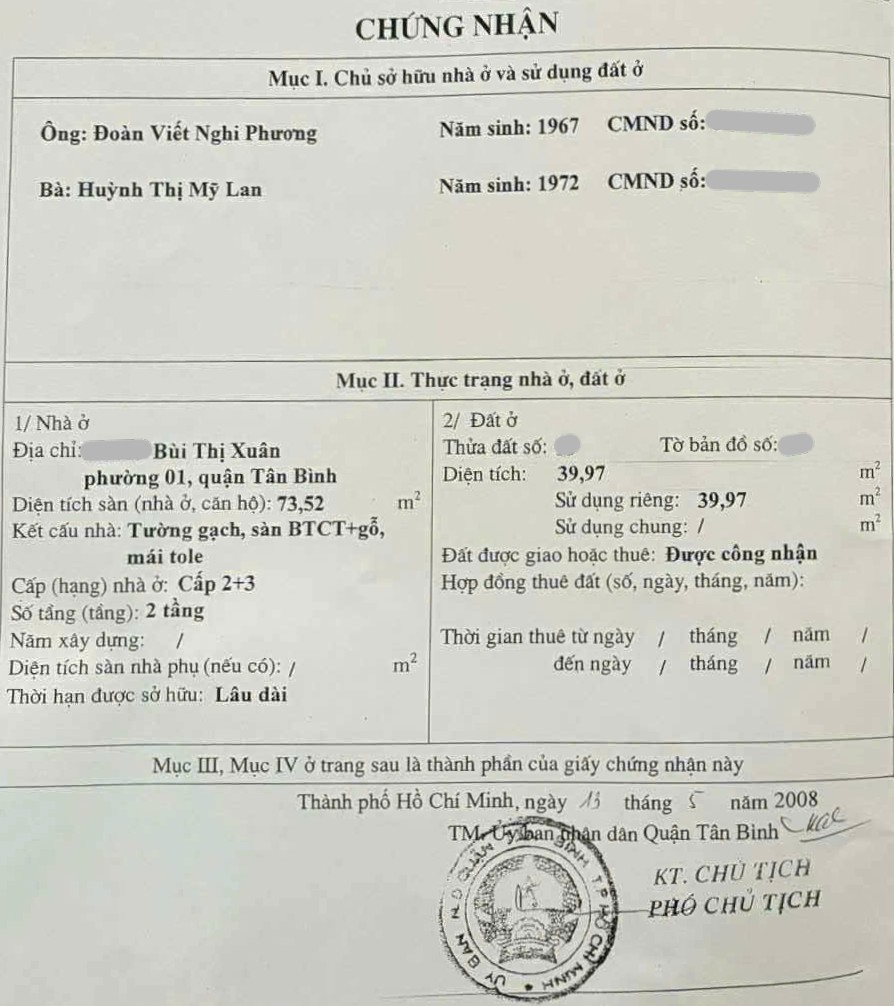 CHỨNG NHẬN
Mục I. Chủ sở hữu nhà ở và sử dụng đất ở
Ông: Đoàn Viết Nghi Phương Năm sinh: 1967 CMND số:
Bà: Huỳnh Thị Mỹ Lan Năm sinh: 1972 CMND số:
Mục II. Thực trạng nhà ở, đất ở
1/ Nhà ở
Địa chỉ: Bùi Thị Xuân
phường 01, quận Tân Bình
Diện tích sàn (nhà ở, căn hộ): 73,52 m²
Kết cấu nhà: Tường gạch, sàn BTCT+gỗ,
mái tole
Cấp (hạng) nhà ở: Cấp 2+3
Số tầng (tầng): 2 tầng
Năm xây dựng: /
Diện tích sàn nhà phụ (nếu có): / m²
Thời hạn được sở hữu: Lâu dài
2/ Đất ở
Thửa đất số: Tờ bản đồ số:
Diện tích: 39,97 m²
Sử dụng riêng: 39,97 m²
Sử dụng chung: / m²
Đất được giao hoặc thuê: Được công nhận
Hợp đồng thuê đất (số, ngày, tháng, năm):
Thời gian thuê từ ngày / tháng / năm /
đến ngày / tháng / năm /
Mục III, Mục IV ở trang sau là thành phần của giấy chứng nhận này
Thành phố Hồ Chí Minh, ngày 13 tháng 5 năm 2008
TM. Ủy ban nhân dân Quận Tân Bình
KT. CHỦ TỊCH
PHÓ CHỦ TỊCH
ỦY BAN N.D QUẬN TÂN BÌNH T.P HỒ CHÍ MINH